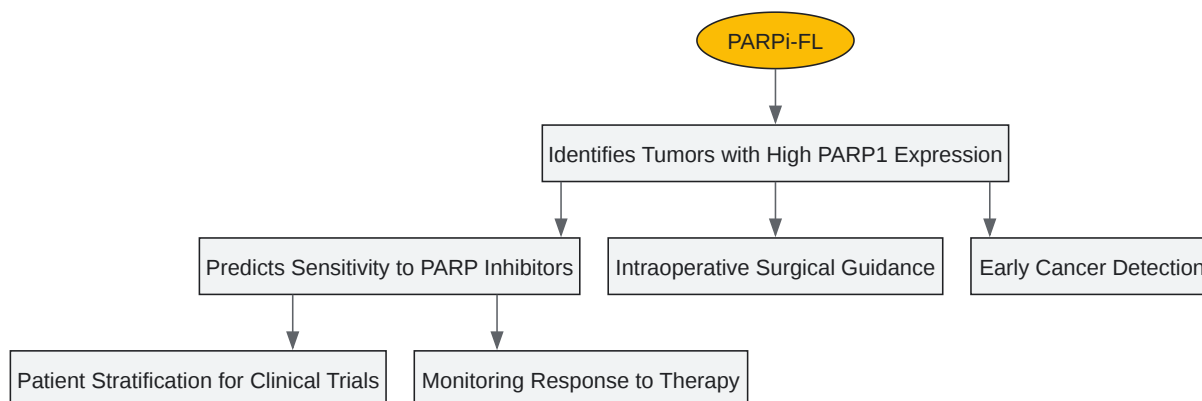 PARPi-FL
Identifies Tumors with High PARP1 Expression
Predicts Sensitivity to PARP Inhibitors
Intraoperative Surgical Guidance
Early Cancer Detection
Patient Stratification for Clinical Trials
Monitoring Response to Therapy